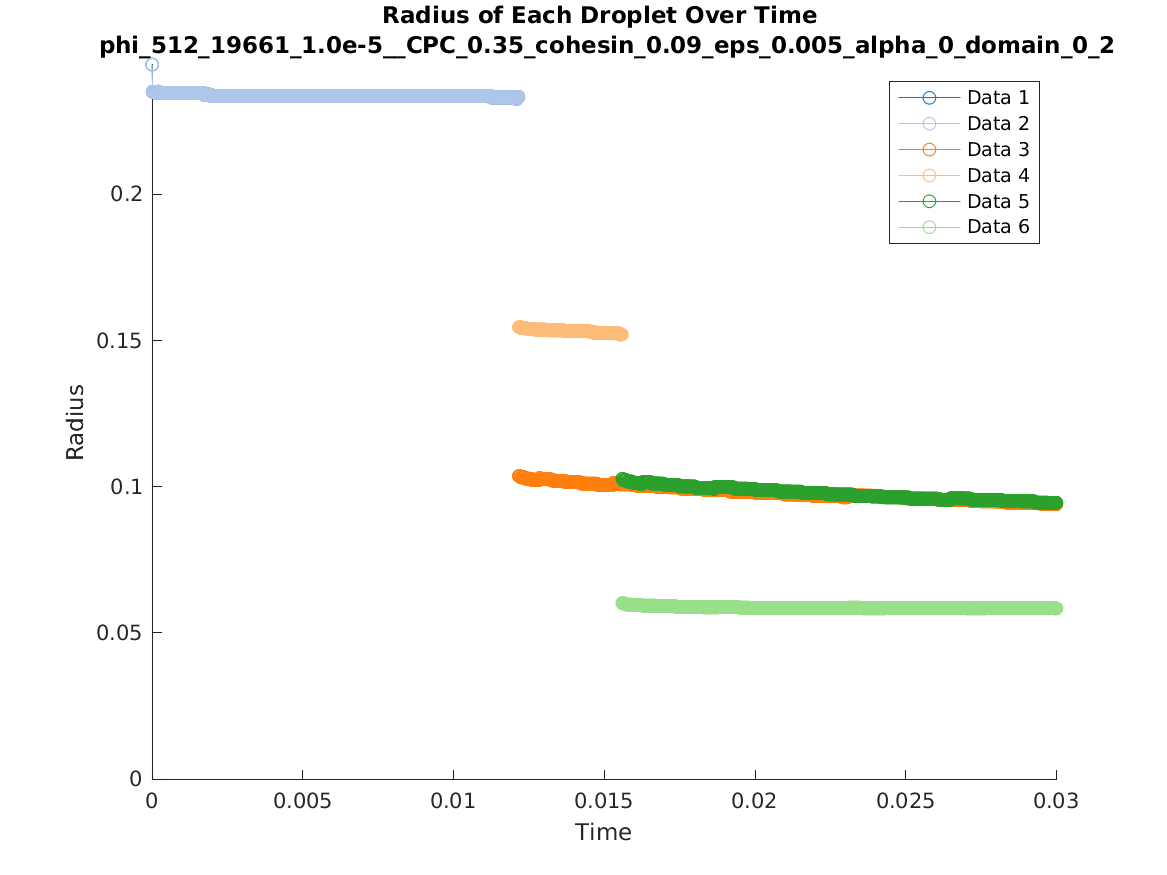 Radius of Each Droplet Over Time
phi_512_19661_1.0e-5__CPC_0.35_cohesin_0.09_eps_0.005_alpha_0_domain_0_2
Data 1
Data 2
Data 3
Data 4
Data 5
Data 6
Radius
0.2
0.15
0.1
0.05
0
0
0.005
0.01
0.015
0.02
0.025
0.03
Time